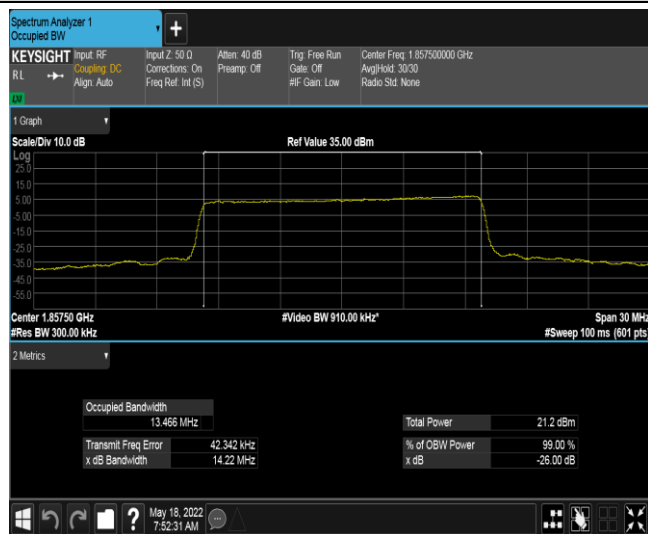 Spectrum Analyzer 1
Occupied BW
+
KEYSIGHT Input: RF Input Z: 50 Ω Atten: 40 dB Trig: Free Run Center Freq: 1.857500000 GHz
RL Coupling: DC Corrections: On Preamp: Off Gate: Off Avg|Hold: 30/30
Align: Auto Freq Ref: Int (S) #IF Gain: Low Radio Std: None
1 Graph
Scale/Div 10.0 dB Ref Value 35.00 dBm
Log
25.0
15.0
5.00
-5.00
-15.0
-25.0
-35.0
-45.0
-55.0
Center 1.85750 GHz #Video BW 910.00 kHz* Span 30 MHz
#Res BW 300.00 kHz #Sweep 100 ms (601 pts)
2 Metrics
Occupied Bandwidth
13.466 MHz Total Power 21.2 dBm
Transmit Freq Error 42.342 kHz % of OBW Power 99.00 %
x dB Bandwidth 14.22 MHz x dB -26.00 dB
? May 18, 2022
7:52:31 AM